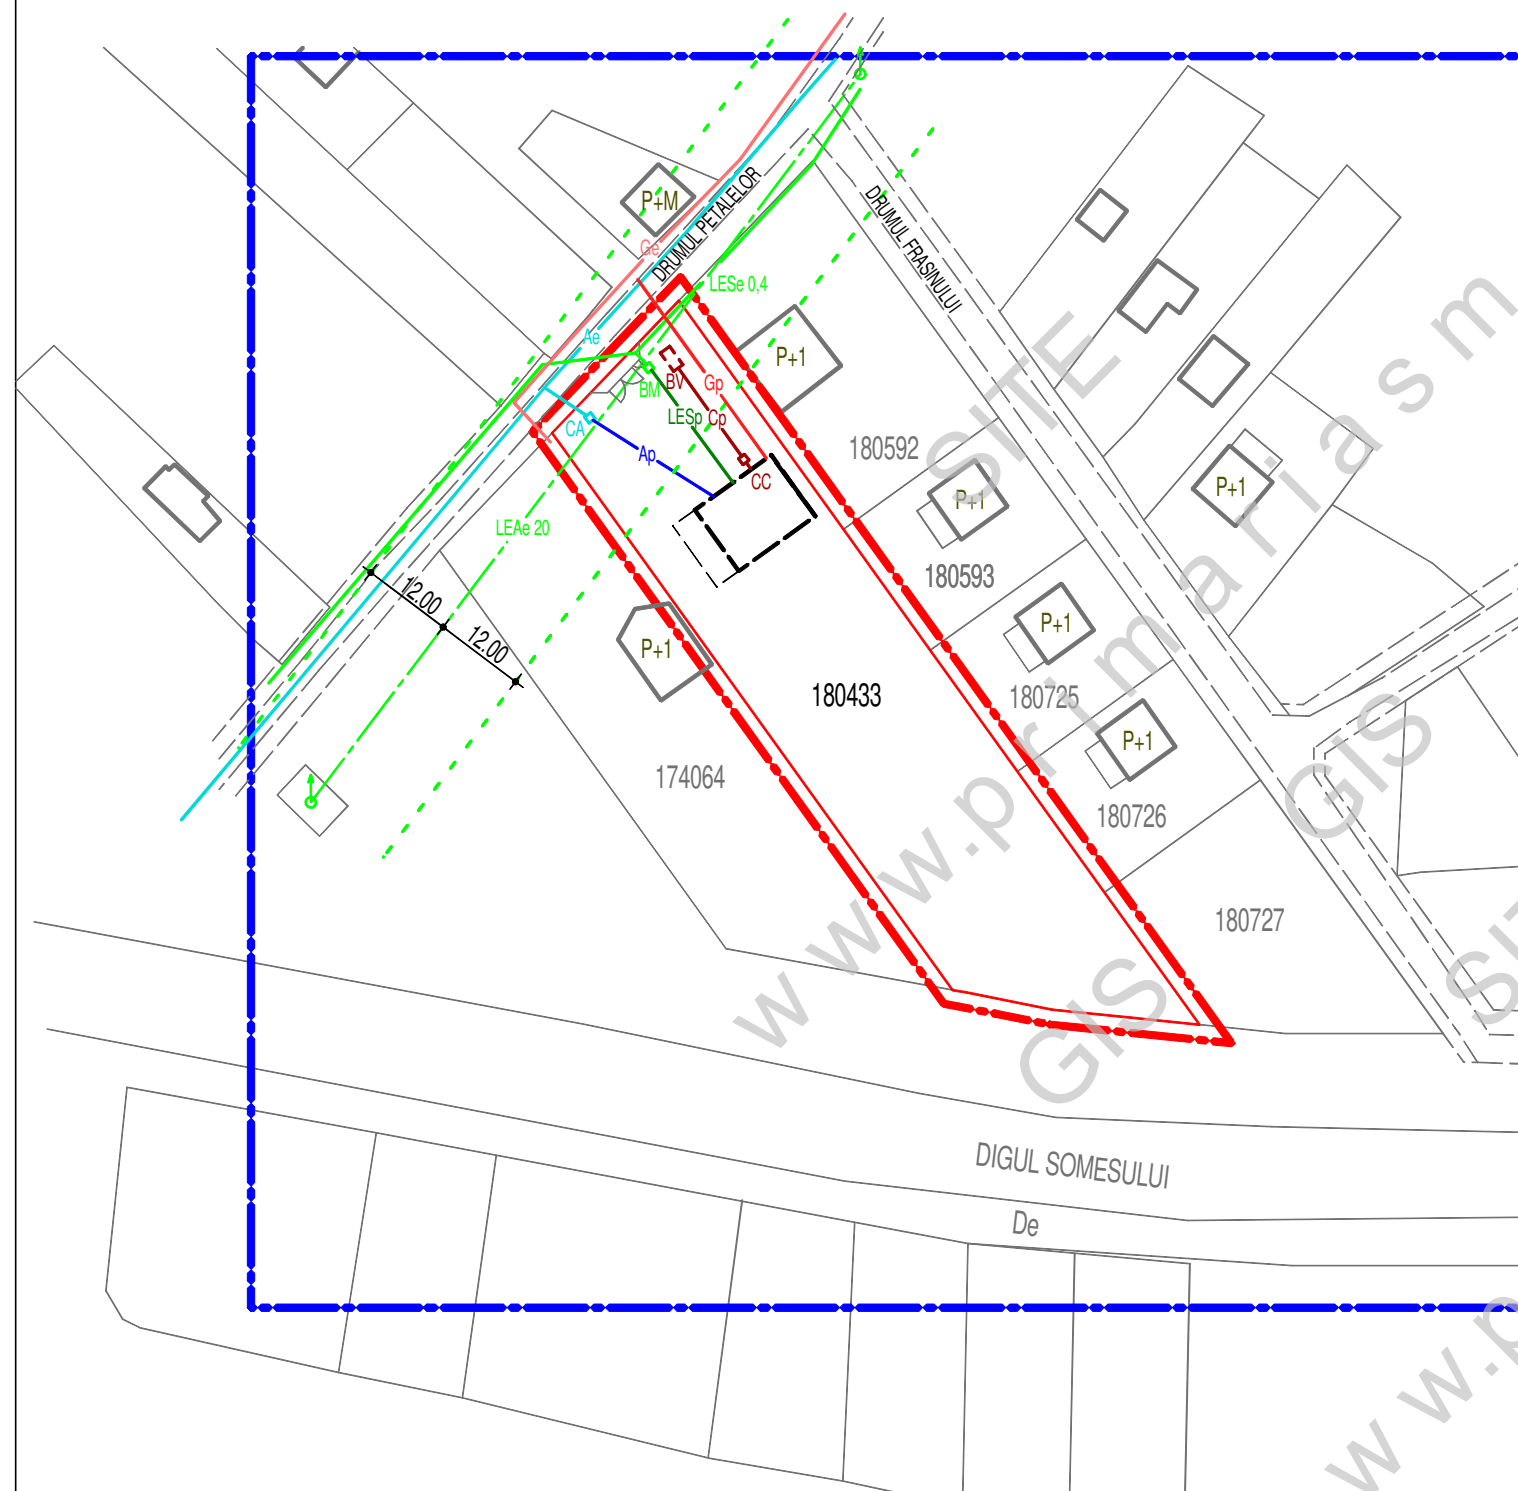 P+M
DRUMUL PETALELOR
DRUMUL FRASINULUI
Ge
LESe 0,4
Ae
P+1
BM
BV
Gp
CA
LESp
Cp
Ap
CC
180592
SITE
P+1
P+1
LEAe 20
180593
12.00
12.00
P+1
P+1
180433
180725
P+1
174064
180726
GIS
180727
www.primariasm
GIS
SIT
DIGUL SOMESULUI
De
w w.p